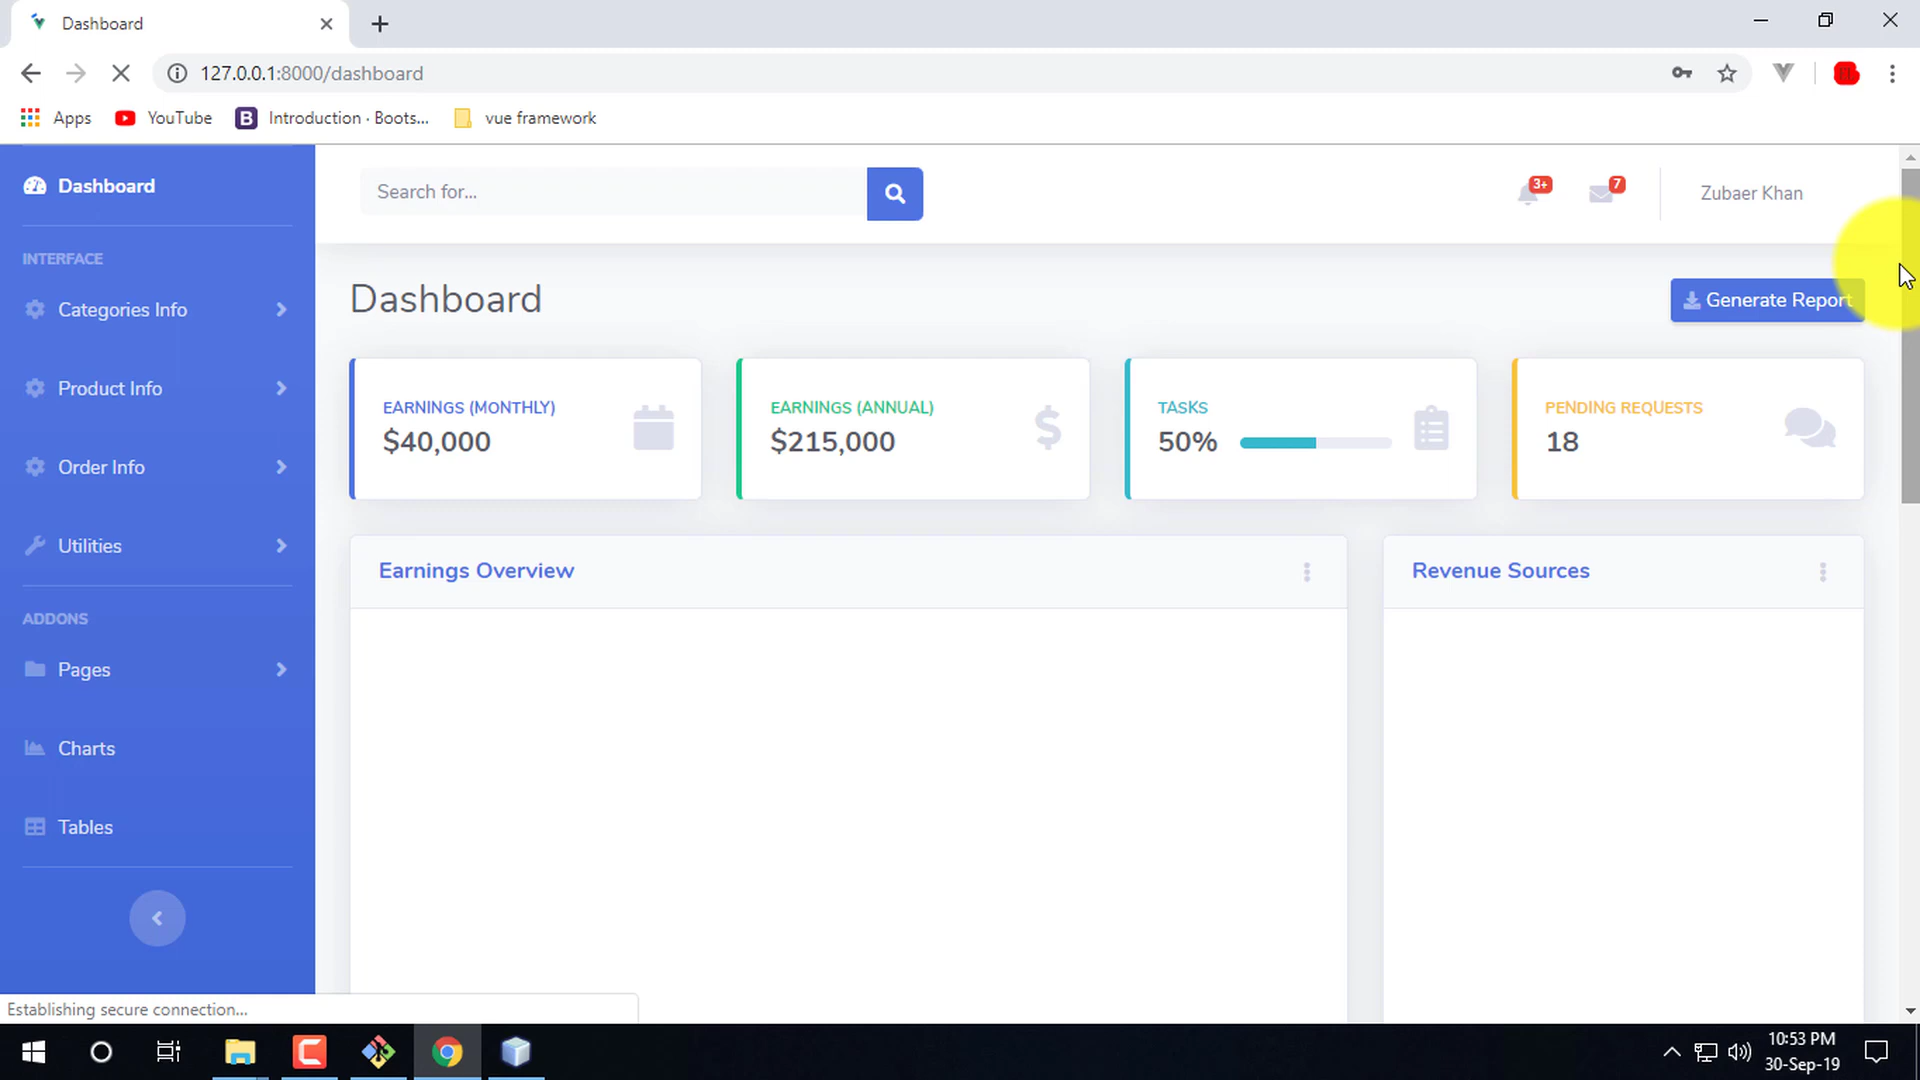 Dashboard
127.0.0.1:8000/dashboard
Apps
YouTube
B
Introduction · Boots...
vue framework
Dashboard
Search for...
3+
7
Zubaer Khan
INTERFACE
Categories Info
Product Info
Order Info
Utilities
ADDONS
Pages
Charts
Tables
Dashboard
Generate Report
EARNINGS (MONTHLY)
$40,000
EARNINGS (ANNUAL)
$215,000
TASKS
50%
PENDING REQUESTS
18
Earnings Overview
Revenue Sources
Establishing secure connection...
10:53 PM
30-Sep-19